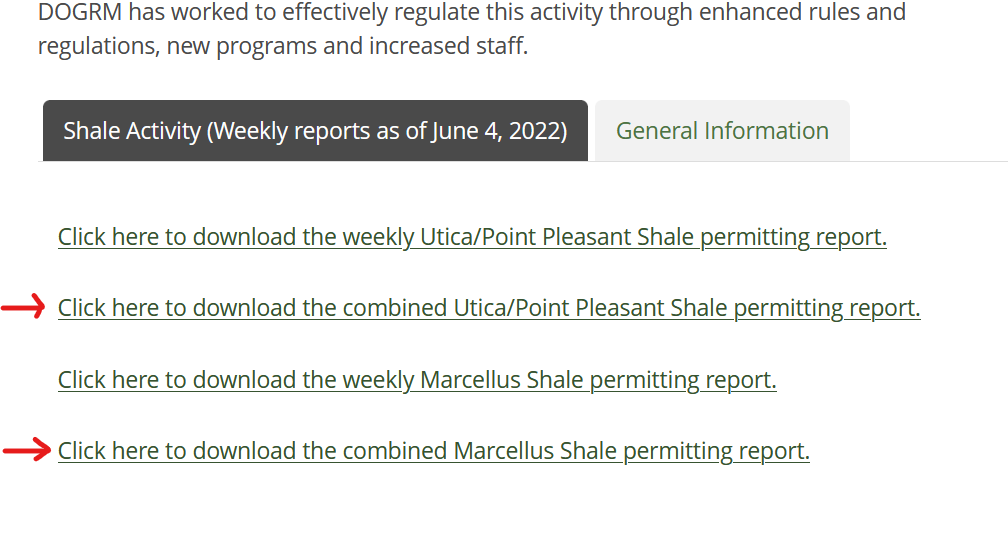 DOGRM has worked to effectively regulate this activity through enhanced rules and
regulations, new programs and increased staff.
Shale Activity (Weekly reports as of June 4, 2022)
General Information
Click here to download the weekly Utica/Point Pleasant Shale permitting report.
Click here to download the combined Utica/Point Pleasant Shale permitting report.
Click here to download the weekly Marcellus Shale permitting report.
Click here to download the combined Marcellus Shale permitting report.